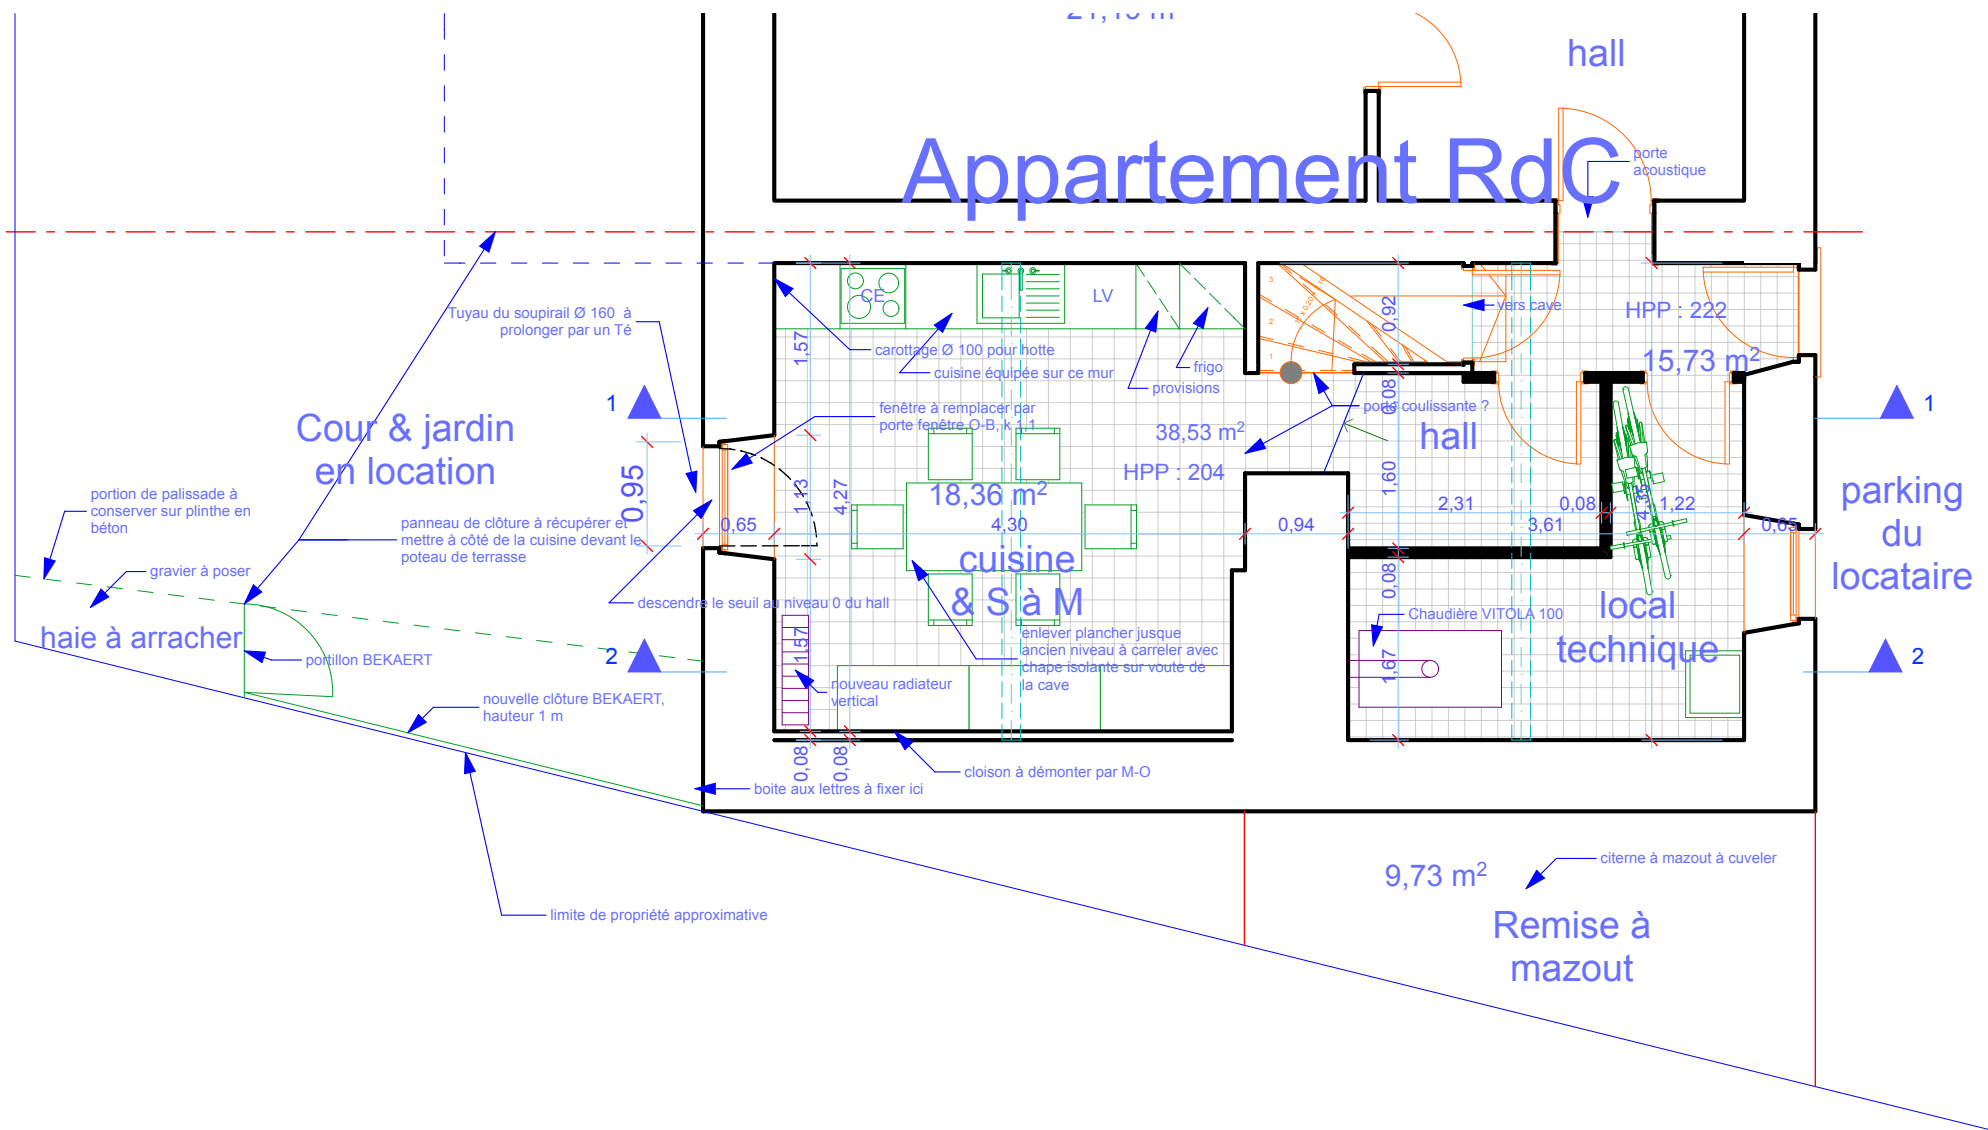 hall
Appartement RdC
porte
acoustique
CE
LV
3
2
1
vers cave
HPP : 222
15,73 m²
0,92
Tuyau du soupirail Ø 160 à
prolonger par un Té
1,57
carottage Ø 100 pour hotte
cuisine équipée sur ce mur
frigo
provisions
0,08
porte coulissante ?
1
1
Cour & jardin
en location
fenêtre à remplacer par
porte fenêtre O-B, k 1,1
38,53 m²
hall
HPP : 204
0,95
1,13
4,27
18,36 m²
1,60
4,35
portion de palissade à
conserver sur plinthe en
béton
panneau de clôture à récupérer et
mettre à côté de la cuisine devant le
poteau de terrasse
0,65
4,30
0,94
2,31
0,08
3,61
1,22
0,65
parking
du
locataire
cuisine
& S à M
gravier à poser
descendre le seuil au niveau 0 du hall
0,08
Chaudière VITOLA 100
local
technique
haie à arracher
portillon BEKAERT
2
2
1,57
enlever plancher jusque
ancien niveau à carreler avec
chape isolante sur voute de
la cave
1,67
nouveau radiateur
vertical
nouvelle clôture BEKAERT,
hauteur 1 m
0,08
0,08
cloison à démonter par M-O
boite aux lettres à fixer ici
9,73 m²
citerne à mazout à cuveler
limite de propriété approximative
Remise à
mazout